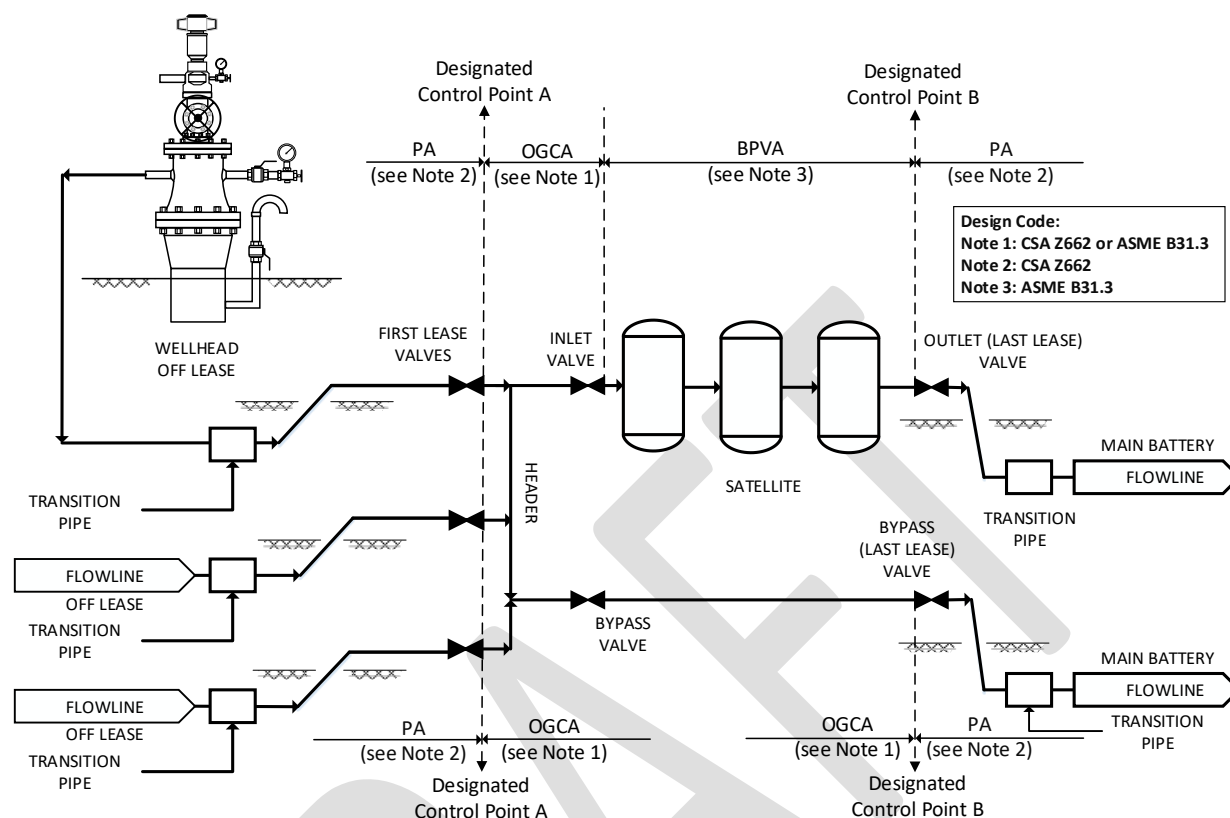 Designated
Control Point A
Designated
Control Point B
PA
(see Note 2)
OGCA
(see Note 1)
BPVA
(see Note 3)
PA
(see Note 2)
Design Code:
Note 1: CSA Z662 or ASME B31.3
Note 2: CSA Z662
Note 3: ASME B31.3
WELLHEAD
OFF LEASE
FIRST LEASE
VALVES
INLET
VALVE
OUTLET (LAST LEASE)
VALVE
HEADER
SATELLITE
MAIN BATTERY
FLOWLINE
TRANSITION
PIPE
TRANSITION
PIPE
BYPASS
(LAST LEASE)
VALVE
FLOWLINE
OFF LEASE
TRANSITION
PIPE
BYPASS
VALVE
MAIN BATTERY
FLOWLINE
TRANSITION
PIPE
FLOWLINE
OFF LEASE
TRANSITION
PIPE
PA
(see Note 2)
OGCA
(see Note 1)
OGCA
(see Note 1)
PA
(see Note 2)
Designated
Control Point A
Designated
Control Point B
DRAFT